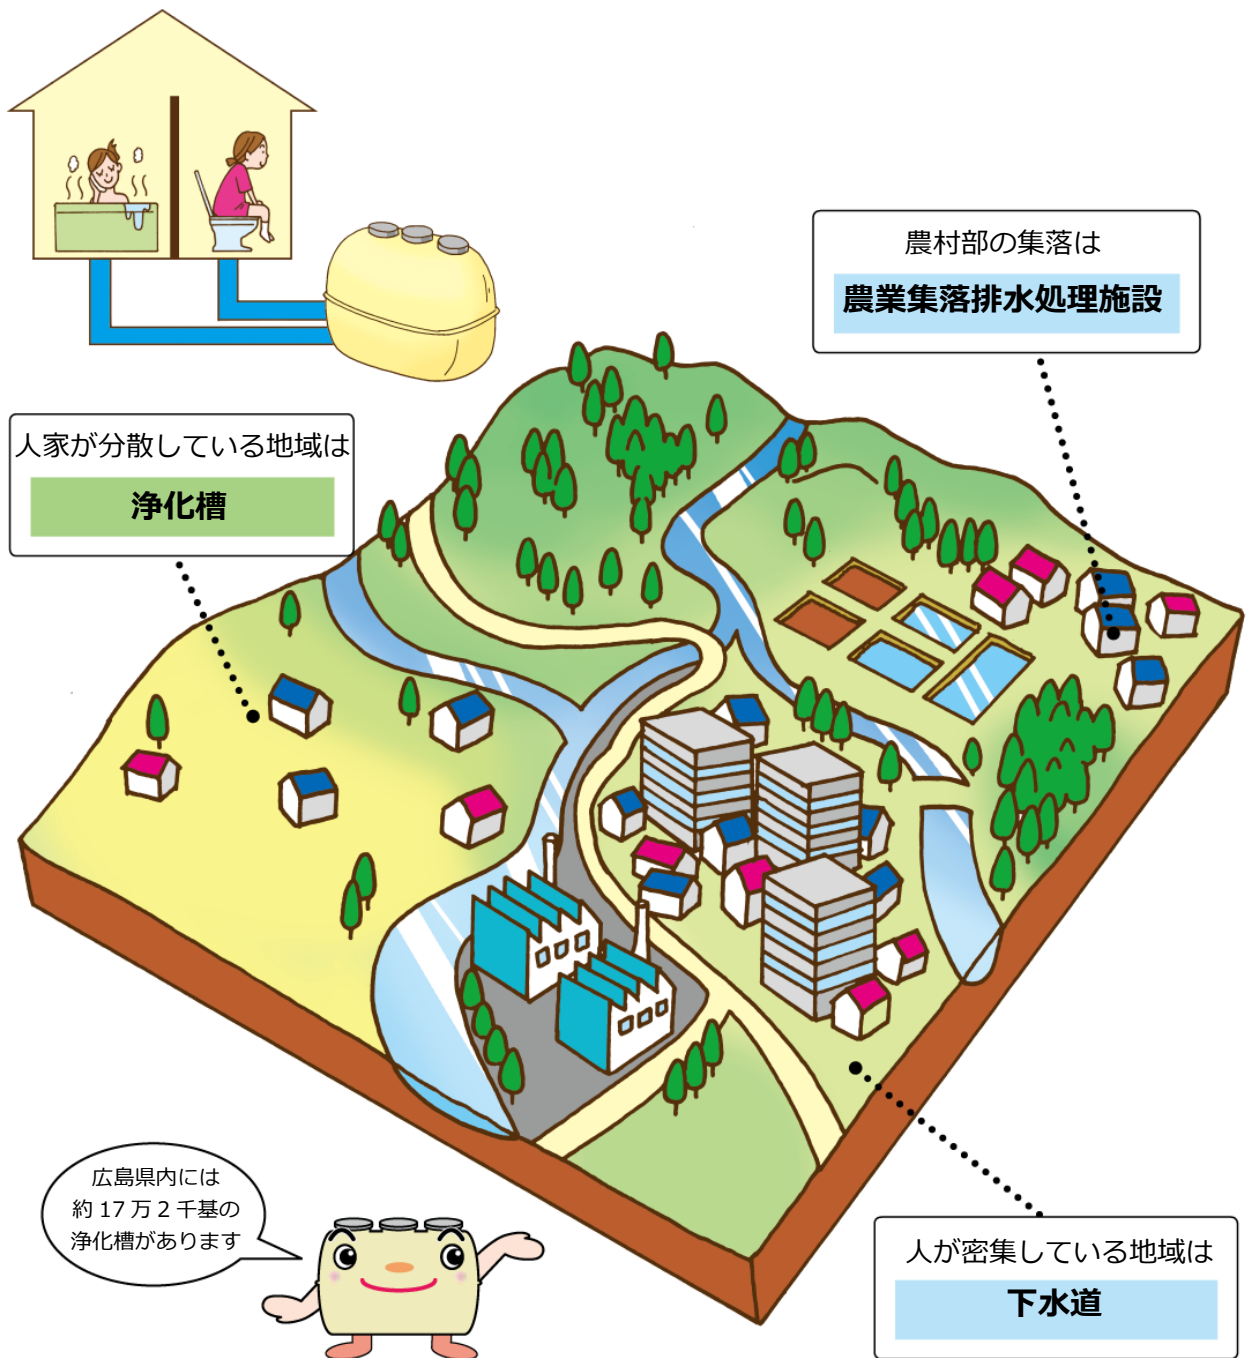 農村部の集落は
農業集落排水処理施設
人家が分散している地域は
浄化槽
広島県内には
約 17 万 2 千基の
浄化槽があります
人が密集している地域は
下水道